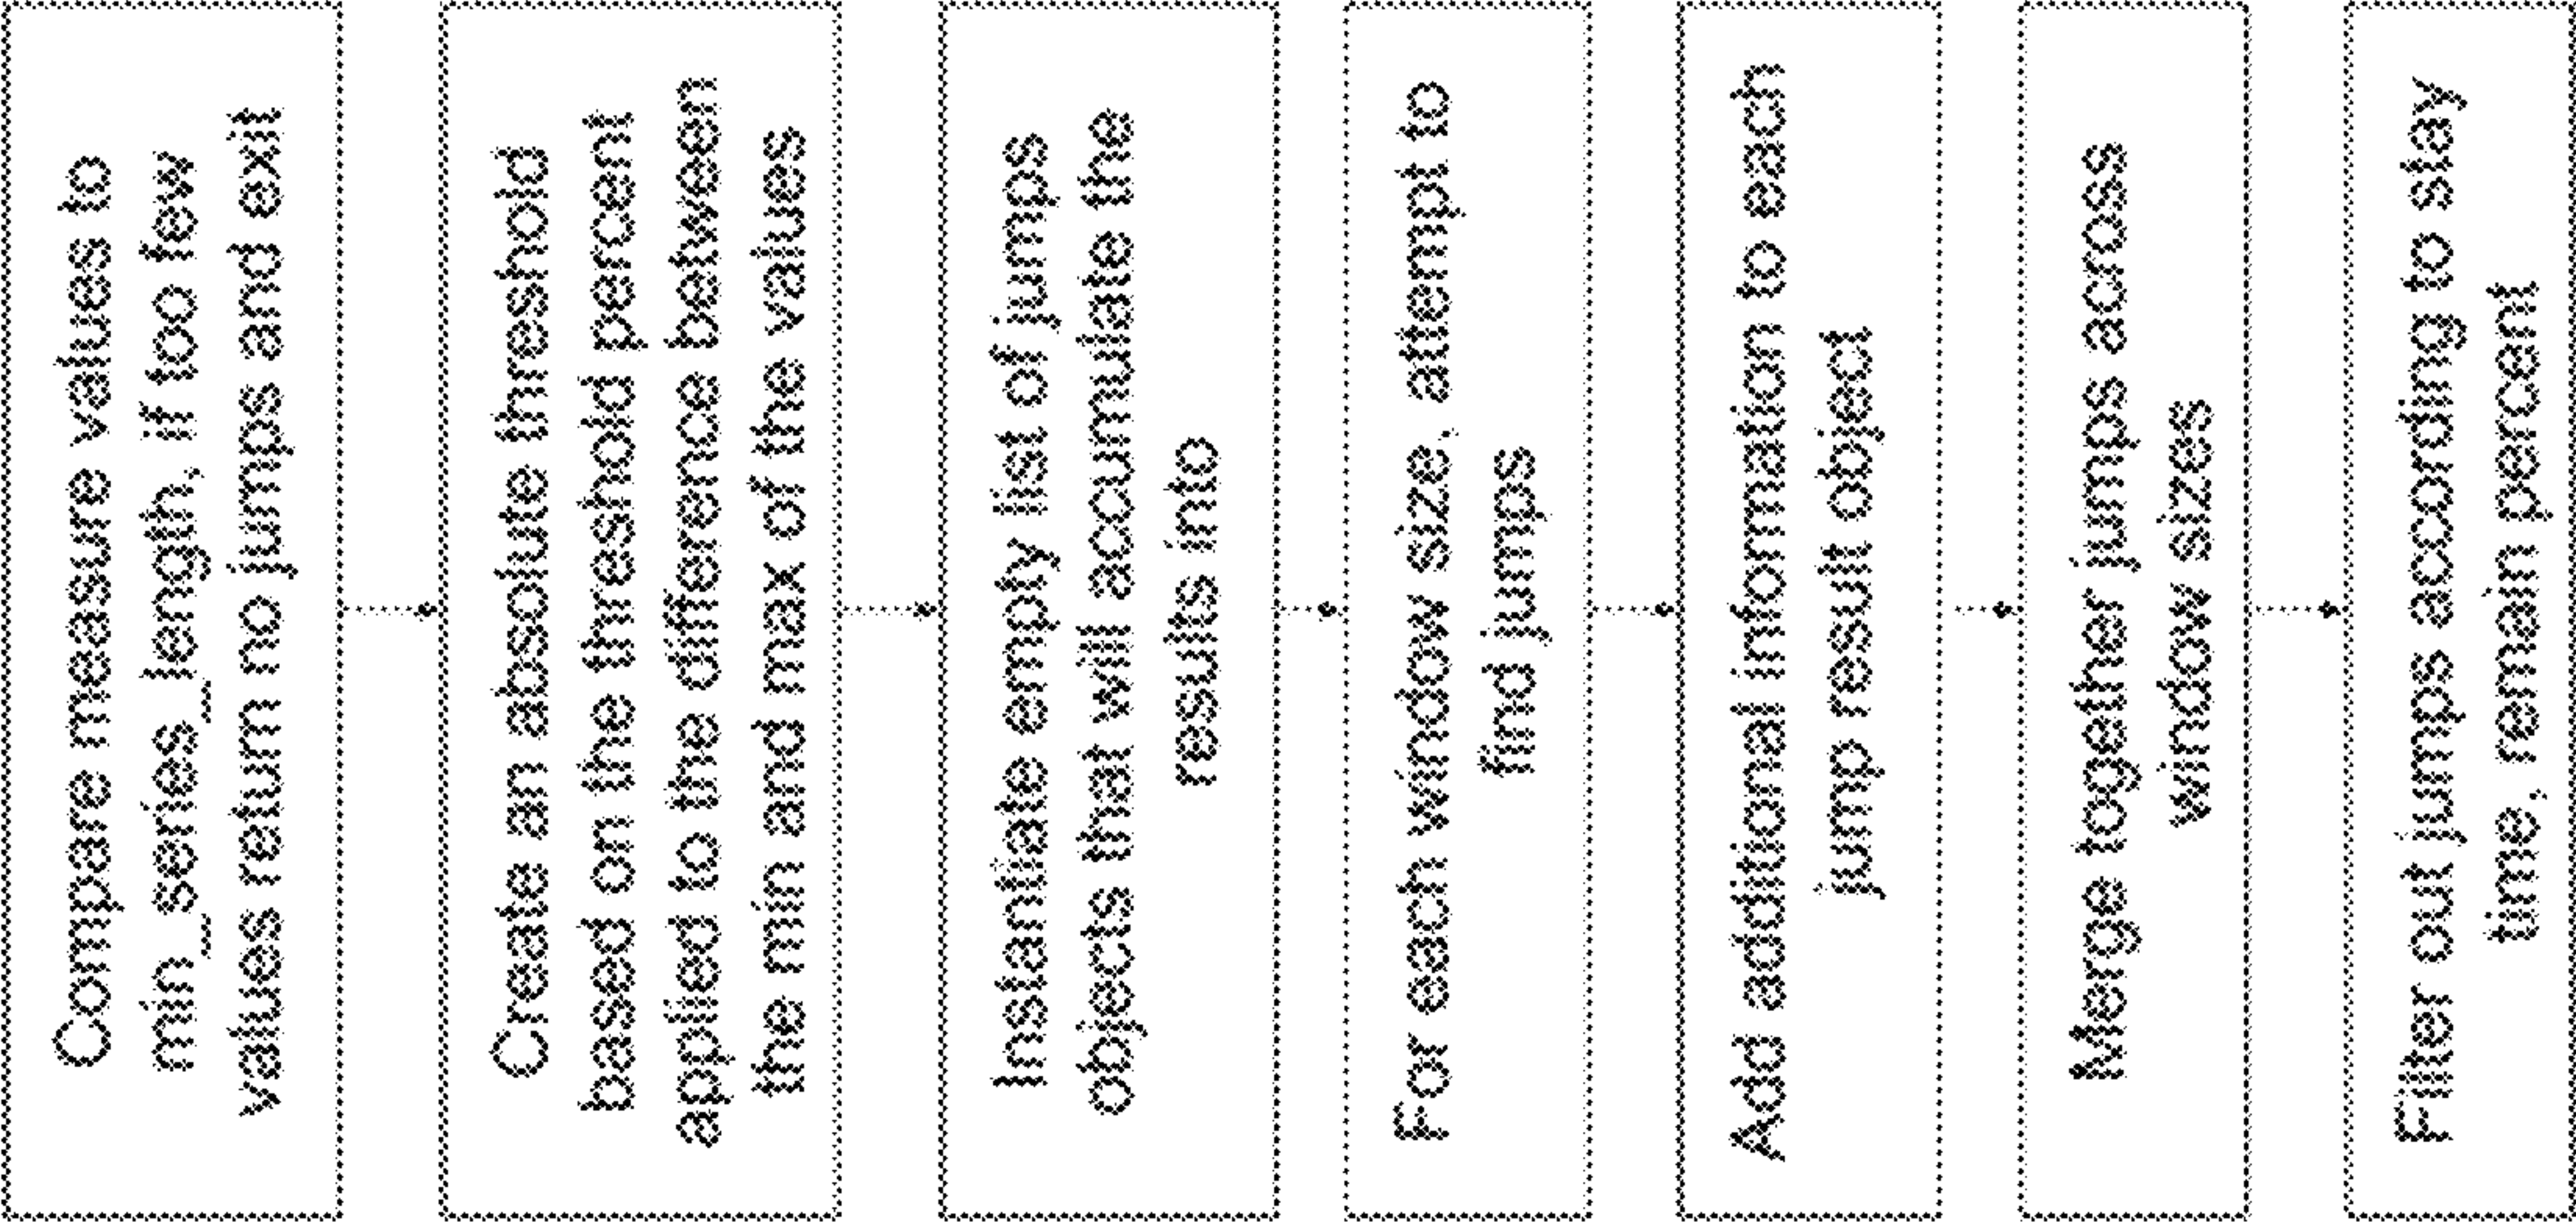 Compare measure values to
min_series_length, if too few
values return no jumps and exit
Create an absolute threshold
based on the threshold percent
applied to the difference between
the min and max of the values
Instantiate empty list of jumps
objects that will accumulate the
results into
For each window size, attempt to
find jumps
Add additional information to each
jump result object
Merge together jumps across
window sizes
Filter out jumps according to stay
time, remain percent